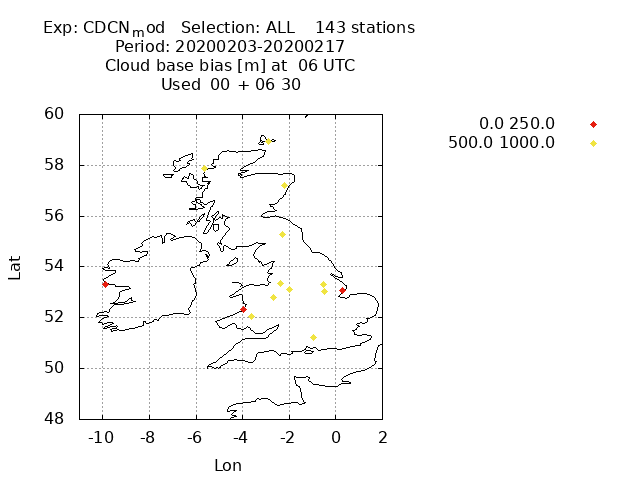 Exp: CDCNmod Selection: ALL 143 stations
Period: 20200203-20200217
Cloud base bias [m] at 06 UTC
Used 00 + 06 30
0.0 250.0
500.0 1000.0
60
58
56
54
52
50
48
Lat
-10 -8 -6 -4 -2 0 2
Lon